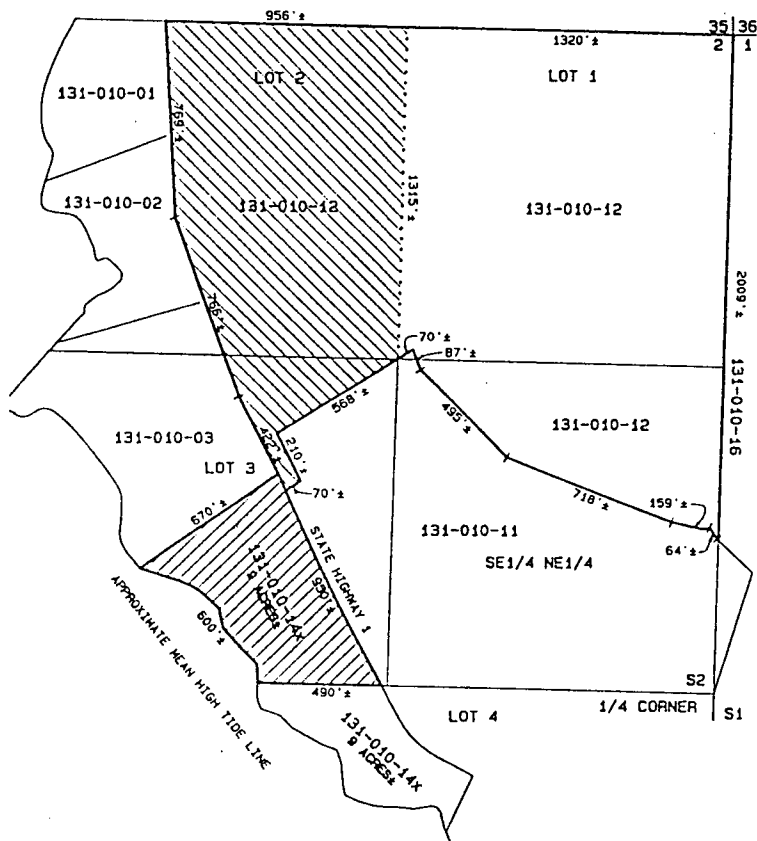 956'±
35 36
2 1
1320'±
LOT 2
LOT 1
131-010-01
769'±
131-010-02
131-010-12
1315'±
131-010-12
2009'±
766'±
70'±
87'±
568'±
495'±
131-010-12
131-010-16
131-010-03
422'±
210'±
LOT 3
70'±
718'±
159'±
64'±
670'±
131-010-11
SE1/4 NE1/4
STATE HIGHWAY 1
950'±
131-010-14X
9 ACRES±
600'±
APPROXIMATE MEAN HIGH TIDE LINE
490'±
S2
1/4 CORNER
S1
LOT 4
131-010-14X
9 ACRES±